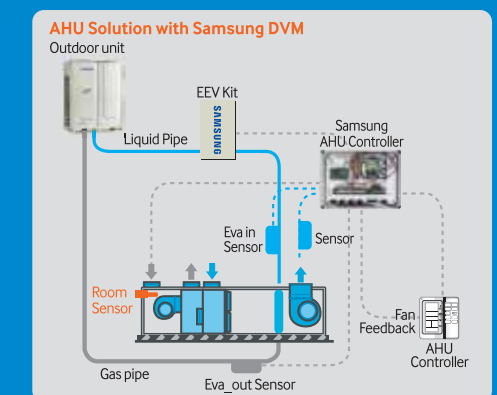 AHU Solution with Samsung DVM
Outdoor unit
EEV Kit
SAMSUNG
Liquid Pipe
Samsung
AHU Controller
Eva in
Sensor
Sensor
Room
Sensor
Fan
Feedback
AHU
Controller
Gas pipe
Eva_out Sensor